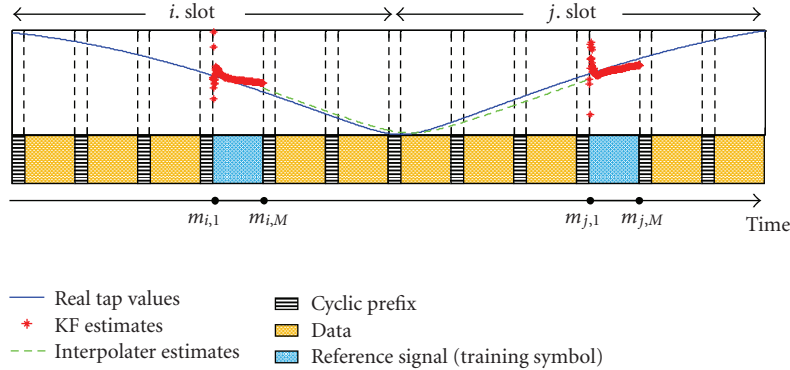 i. slot
j. slot
m_{i,1}
m_{i,M}
m_{j,1}
m_{j,M}
Time
Real tap values
KF estimates
Interpolater estimates
Cyclic prefix
Data
Reference signal (training symbol)